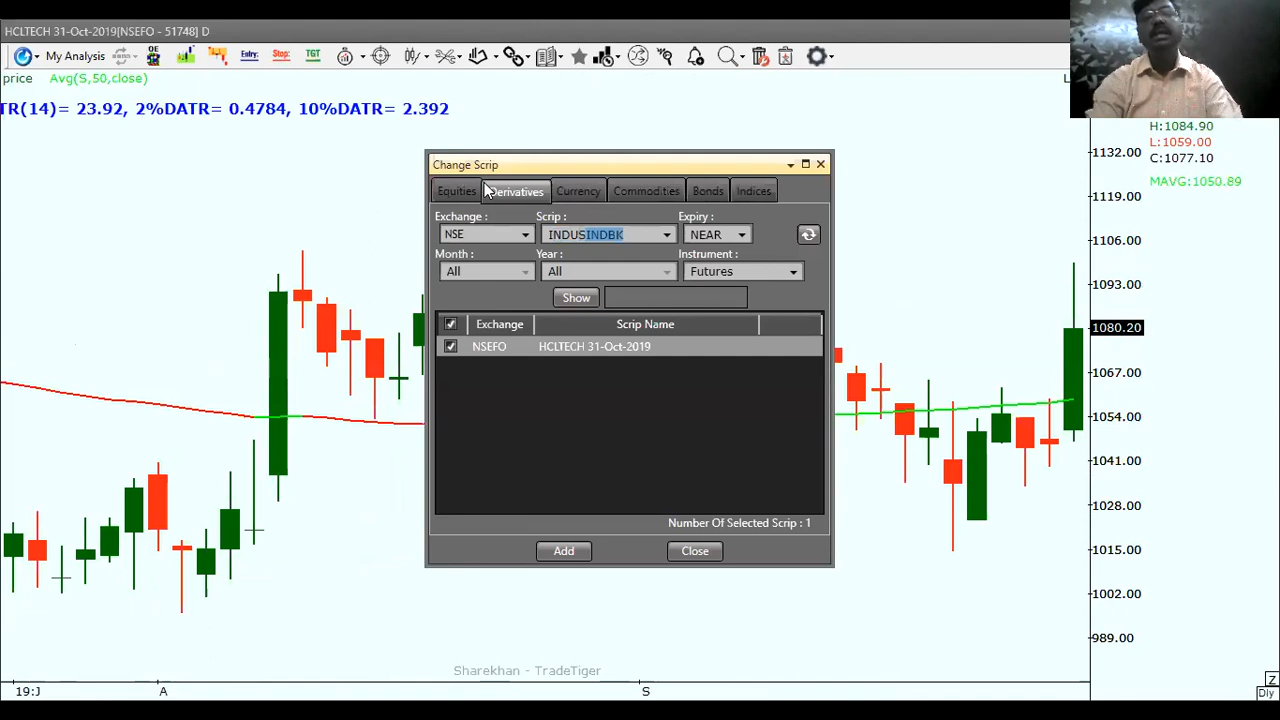 HCLTECH 31-Oct-2019[NSEFO - 51748] D
My Analysis OE Entry: Stop: TGT
price Avg(S,50,close)
TR(14)= 23.92, 2%DATR= 0.4784, 10%DATR= 2.392
H:1084.90
L:1059.00
C:1077.10
MAVG:1050.89
Change Scrip
Equities Derivatives Currency Commodities Bonds Indices
Exchange : Scrip : Expiry :
NSE INDUSINDBK NEAR
Month : Year : Instrument :
All All Futures
Show
Exchange Scrip Name
NSEFO HCLTECH 31-Oct-2019
Number Of Selected Scrip : 1
Add Close
1132.00
1119.00
1106.00
1093.00
1080.20
1067.00
1054.00
1041.00
1028.00
1015.00
1002.00
989.00
Sharekhan - TradeTiger
19:J A S
Z
Dly